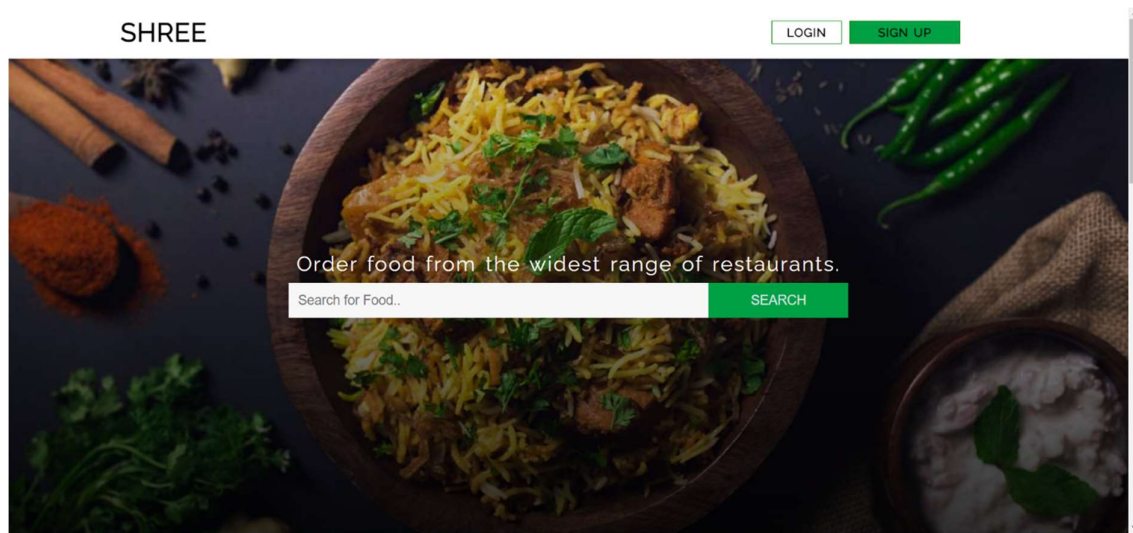 SHREE
LOGIN
SIGN UP
Order food from the widest range of restaurants.
Search for Food..
SEARCH